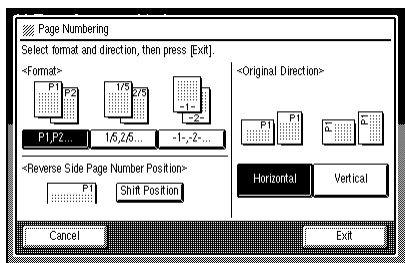 Page Numbering
Select format and direction, then press [Exit].
<Format>
<Original Direction>
P1 P2
1/5 2/5
-1- -2-
P1 P1
P1 P1
P1,P2... 1/5,2/5... -1-,-2-...
<Reverse Side Page Number Position>
P1 Shift Position
Horizontal Vertical
Cancel Exit